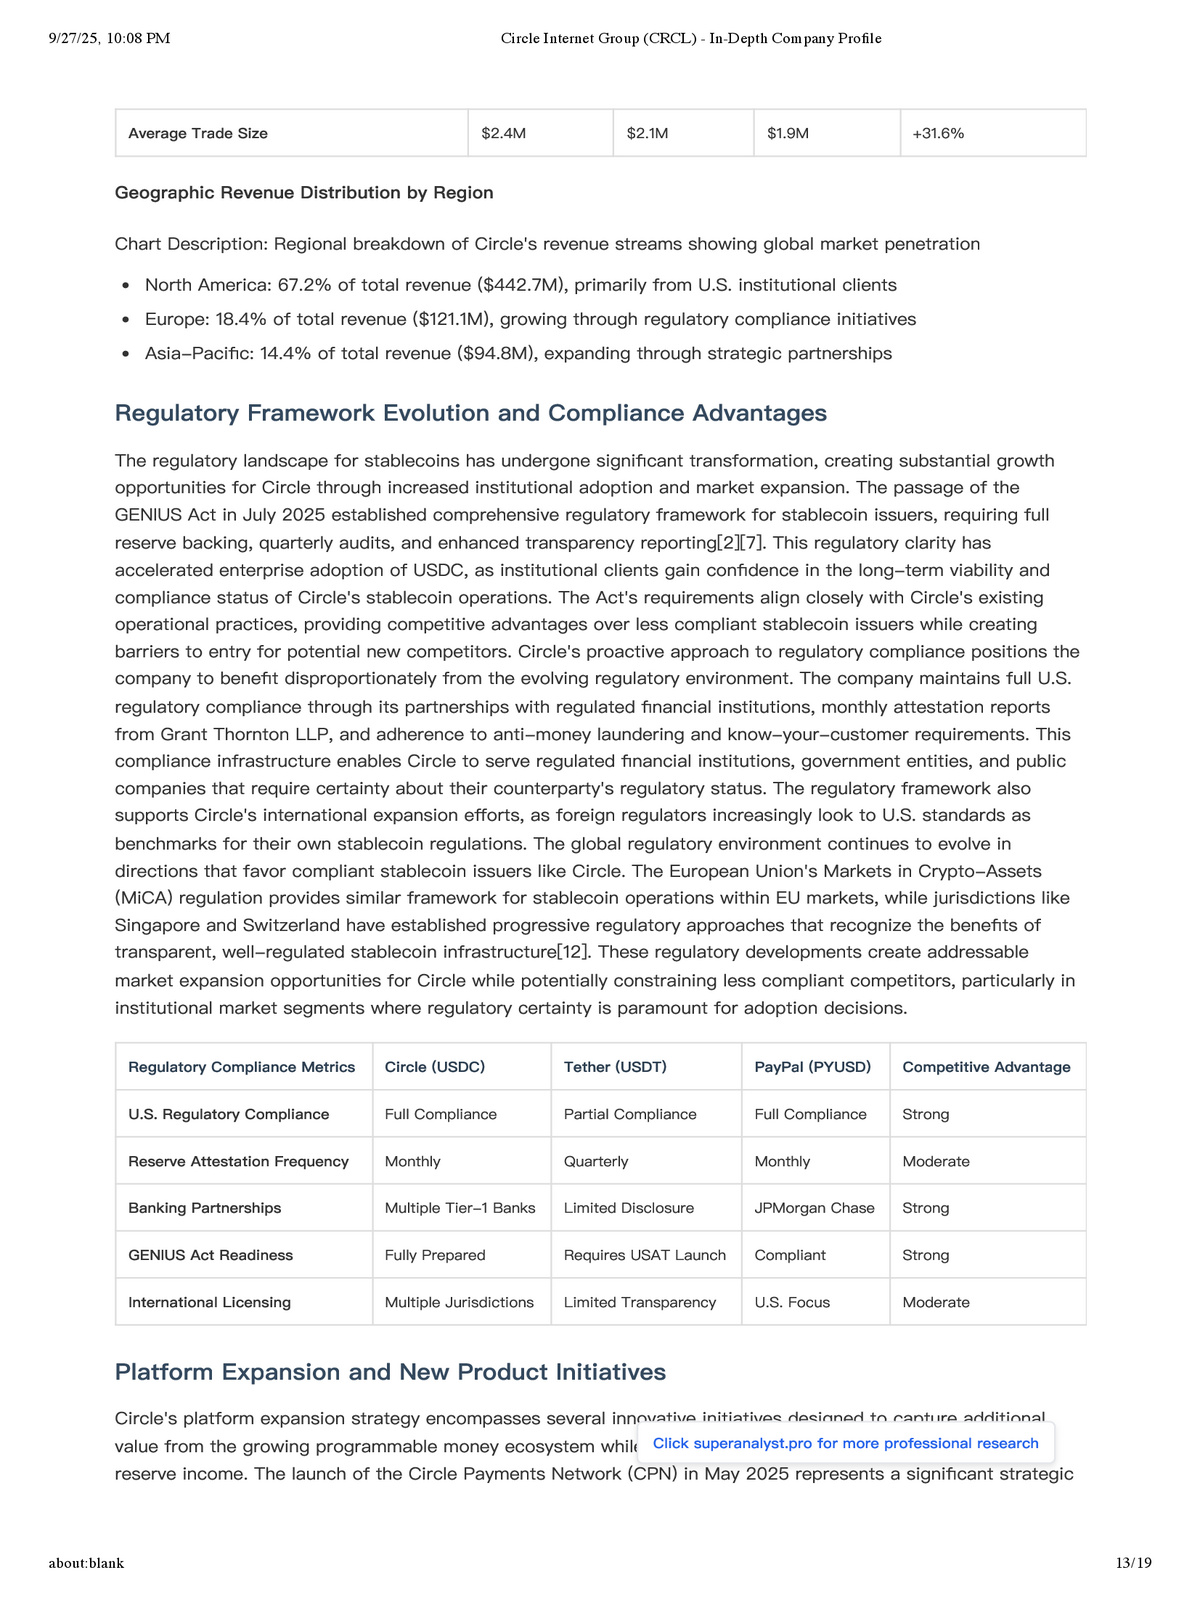 9/27/25, 10:08 PM
Circle Internet Group (CRCL) - In-Depth Company Profile
Average Trade Size $2.4M $2.1M $1.9M +31.6%
Geographic Revenue Distribution by Region
Chart Description: Regional breakdown of Circle's revenue streams showing global market penetration
• North America: 67.2% of total revenue ($442.7M), primarily from U.S. institutional clients
• Europe: 18.4% of total revenue ($121.1M), growing through regulatory compliance initiatives
• Asia–Pacific: 14.4% of total revenue ($94.8M), expanding through strategic partnerships
Regulatory Framework Evolution and Compliance Advantages
The regulatory landscape for stablecoins has undergone significant transformation, creating substantial growth
opportunities for Circle through increased institutional adoption and market expansion. The passage of the
GENIUS Act in July 2025 established comprehensive regulatory framework for stablecoin issuers, requiring full
reserve backing, quarterly audits, and enhanced transparency reporting[2][7]. This regulatory clarity has
accelerated enterprise adoption of USDC, as institutional clients gain confidence in the long–term viability and
compliance status of Circle's stablecoin operations. The Act's requirements align closely with Circle's existing
operational practices, providing competitive advantages over less compliant stablecoin issuers while creating
barriers to entry for potential new competitors. Circle's proactive approach to regulatory compliance positions the
company to benefit disproportionately from the evolving regulatory environment. The company maintains full U.S.
regulatory compliance through its partnerships with regulated financial institutions, monthly attestation reports
from Grant Thornton LLP, and adherence to anti–money laundering and know–your–customer requirements. This
compliance infrastructure enables Circle to serve regulated financial institutions, government entities, and public
companies that require certainty about their counterparty's regulatory status. The regulatory framework also
supports Circle's international expansion efforts, as foreign regulators increasingly look to U.S. standards as
benchmarks for their own stablecoin regulations. The global regulatory environment continues to evolve in
directions that favor compliant stablecoin issuers like Circle. The European Union's Markets in Crypto–Assets
(MiCA) regulation provides similar framework for stablecoin operations within EU markets, while jurisdictions like
Singapore and Switzerland have established progressive regulatory approaches that recognize the benefits of
transparent, well–regulated stablecoin infrastructure[12]. These regulatory developments create addressable
market expansion opportunities for Circle while potentially constraining less compliant competitors, particularly in
institutional market segments where regulatory certainty is paramount for adoption decisions.
Regulatory Compliance Metrics Circle (USDC) Tether (USDT) PayPal (PYUSD) Competitive Advantage
U.S. Regulatory Compliance Full Compliance Partial Compliance Full Compliance Strong
Reserve Attestation Frequency Monthly Quarterly Monthly Moderate
Banking Partnerships Multiple Tier–1 Banks Limited Disclosure JPMorgan Chase Strong
GENIUS Act Readiness Fully Prepared Requires USAT Launch Compliant Strong
International Licensing Multiple Jurisdictions Limited Transparency U.S. Focus Moderate
Platform Expansion and New Product Initiatives
Circle's platform expansion strategy encompasses several innovative initiatives designed to capture additional
value from the growing programmable money ecosystem while
Click superanalyst.pro for more professional research
reserve income. The launch of the Circle Payments Network (CPN) in May 2025 represents a significant strategic
about:blank
13/19